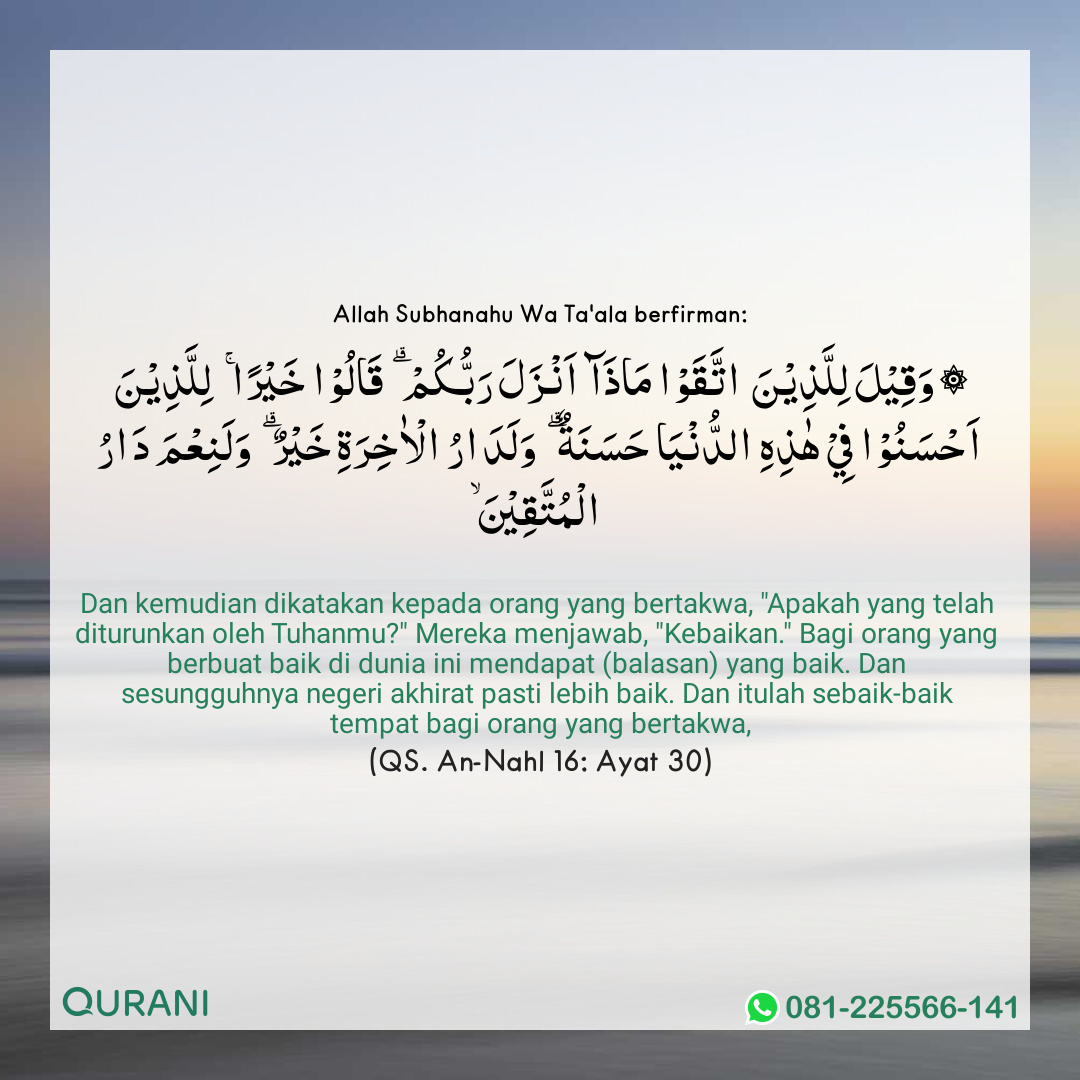 Allah Subhanahu Wa Ta'ala berfirman:
۞ وَقِيْلَ لِلَّذِيْنَ اتَّقَوْا مَاذَآ اَنْزَلَ رَبُّكُمْ ۗ قَالُوْا خَيْرًا ۚ لِلَّذِيْنَ
اَحْسَنُوْا فِيْ هٰذِهِ الدُّنْيَا حَسَنَةٌ ۗ وَلَدَارُ الْاٰخِرَةِ خَيْرٌ ۗ وَلَنِعْمَ دَارُ
الْمُتَّقِيْنَ ۙ
Dan kemudian dikatakan kepada orang yang bertakwa, "Apakah yang telah
diturunkan oleh Tuhanmu?" Mereka menjawab, "Kebaikan." Bagi orang yang
berbuat baik di dunia ini mendapat (balasan) yang baik. Dan
sesungguhnya negeri akhirat pasti lebih baik. Dan itulah sebaik-baik
tempat bagi orang yang bertakwa,
(QS. An-Nahl 16: Ayat 30)
QURANI
081-225566-141